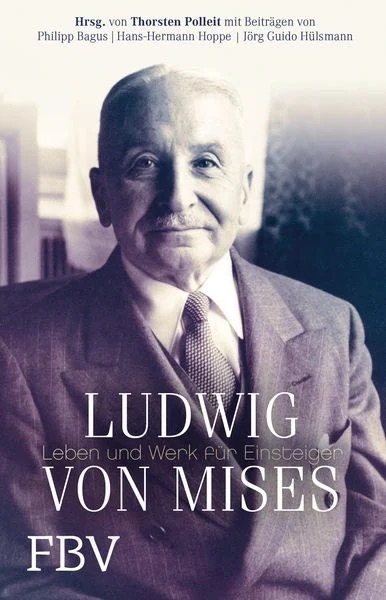 Hrsg. von Thorsten Polleit mit Beiträgen von
Philipp Bagus | Hans-Hermann Hoppe | Jörg Guido Hülsmann
LUDWIG
Leben und Werk für Einsteiger
VON MISES
FBV